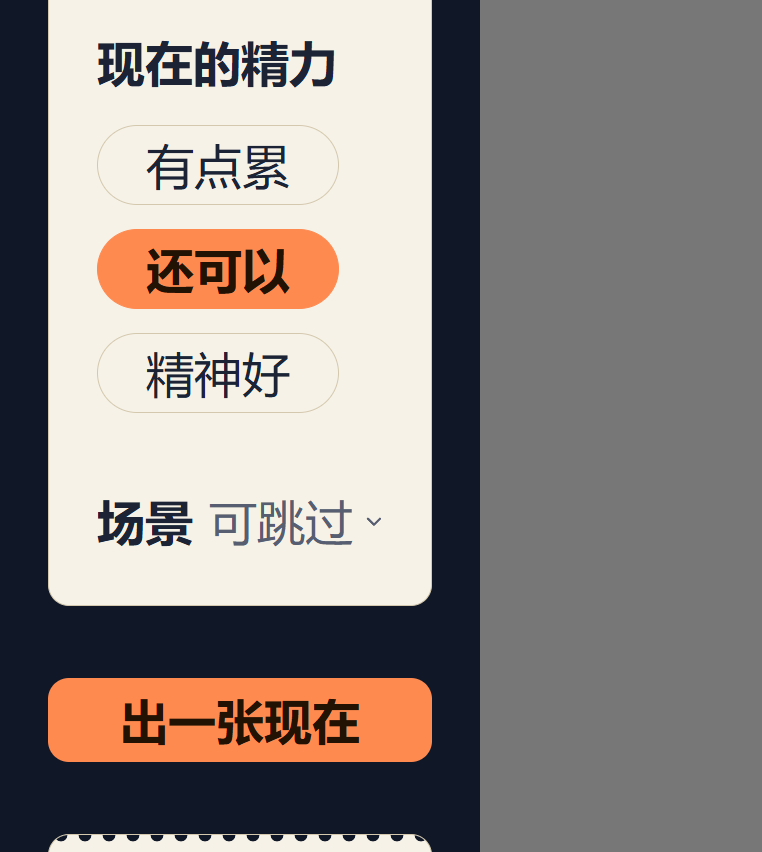 现在的精力
有点累
还可以
精神好
场景 可跳过
出一张现在